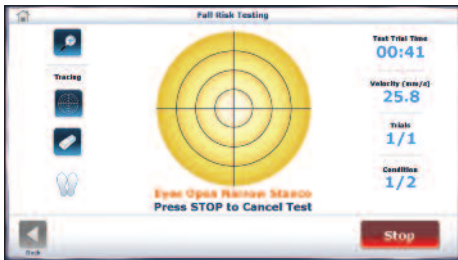 Fall Risk Testing
Tracing
Test Trial Time
00:41
Velocity (mm/s)
25.8
Trials
1/1
Condition
1/2
Eyes Open Narrow Stance
Press STOP to Cancel Test
Back
Stop